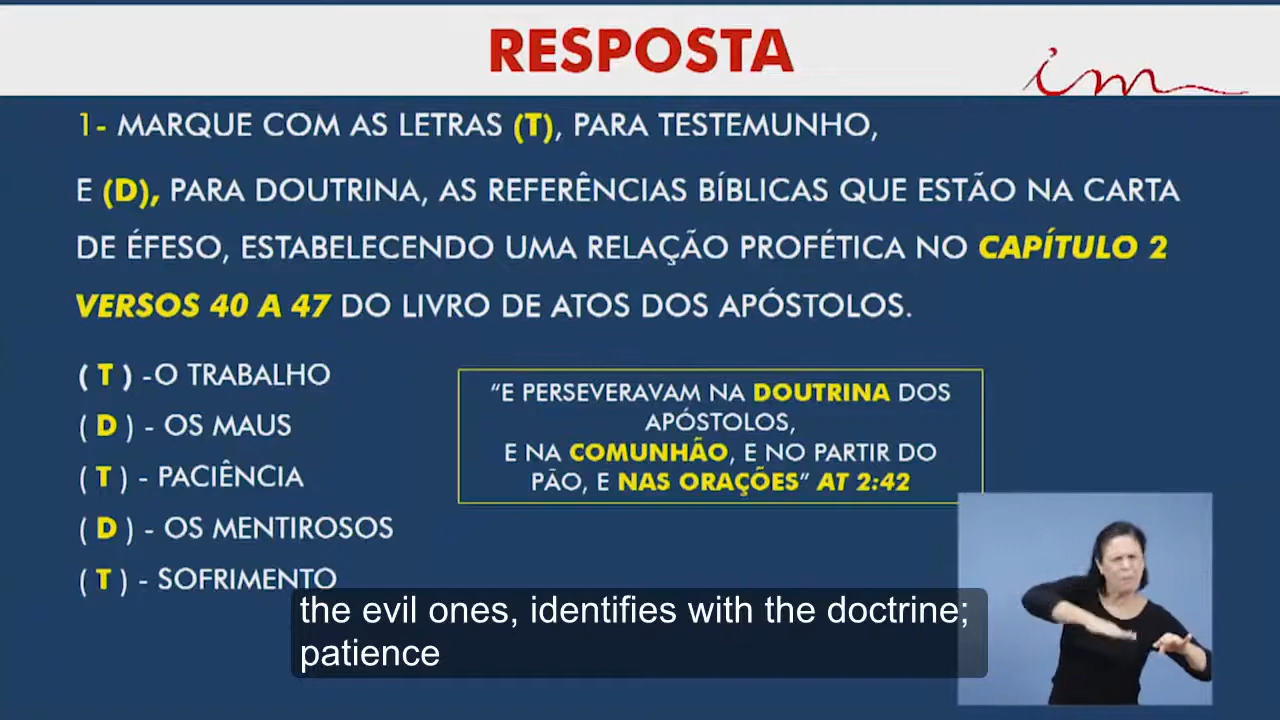 RESPOSTA
im
1- MARQUE COM AS LETRAS (T), PARA TESTEMUNHO,
E (D), PARA DOUTRINA, AS REFERÊNCIAS BÍBLICAS QUE ESTÃO NA CARTA
DE ÉFESO, ESTABELECENDO UMA RELAÇÃO PROFÉTICA NO CAPÍTULO 2
VERSOS 40 A 47 DO LIVRO DE ATOS DOS APÓSTOLOS.
( T ) -O TRABALHO
( D ) - OS MAUS
( T ) - PACIÊNCIA
( D ) - OS MENTIROSOS
( T ) - SOFRIMENTO
"E PERSEVERAVAM NA DOUTRINA DOS
APÓSTOLOS,
E NA COMUNHÃO, E NO PARTIR DO
PÃO, E NAS ORAÇÕES" AT 2:42
the evil ones, identifies with the doctrine;
patience